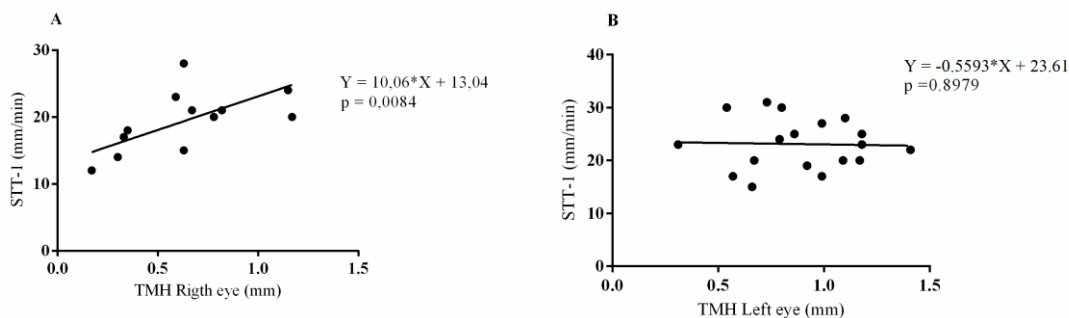 A
30
20
10
0
STT-1 (mm/min)
0.0
0.5
1.0
1.5
TMH Rigth eye (mm)
Y = 10,06*X + 13,04
p = 0,0084
B
40
30
20
10
0
STT-1 (mm/min)
0.0
0.5
1.0
1.5
TMH Left eye (mm)
Y = -0.5593*X + 23.61
p =0.8979